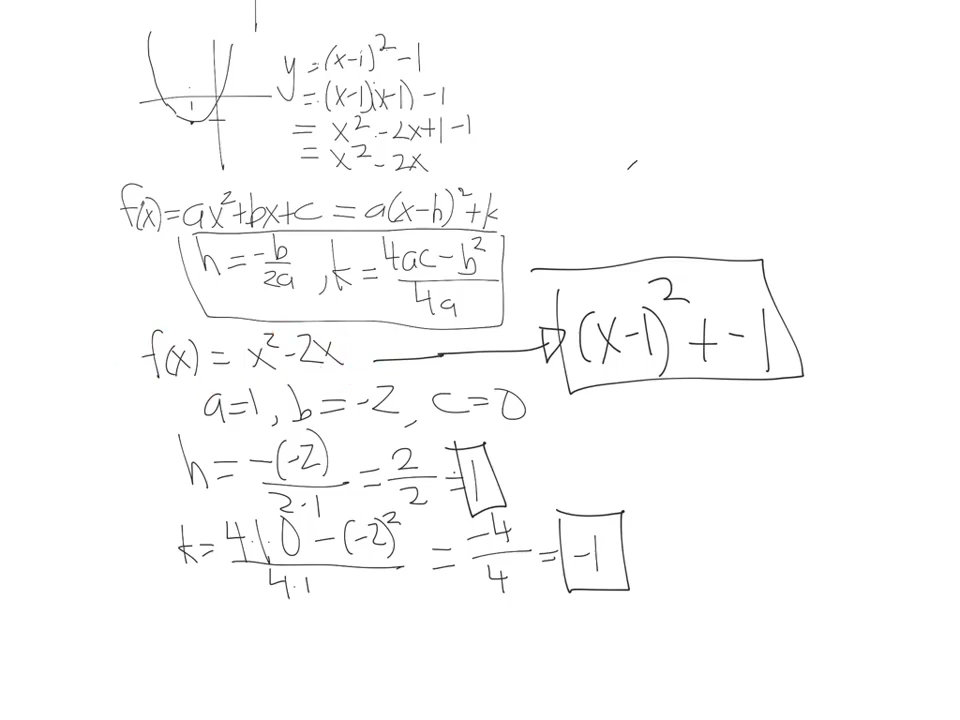 y = (x-1)² - 1
= (x-1)(x-1) - 1
= x² - 2x + 1 - 1
= x² - 2x
f(x) = ax² + bx + c = a(x-h)² + k
h = -b/2a , k = 4ac - b²/4a
f(x) = x² - 2x → (x-1)² + -1
a=1, b=-2, c=0
h = -(-2)/2·1 = 2/2 = 1
k = 4·1·0 - (-2)²/4·1 = -4/4 = -1